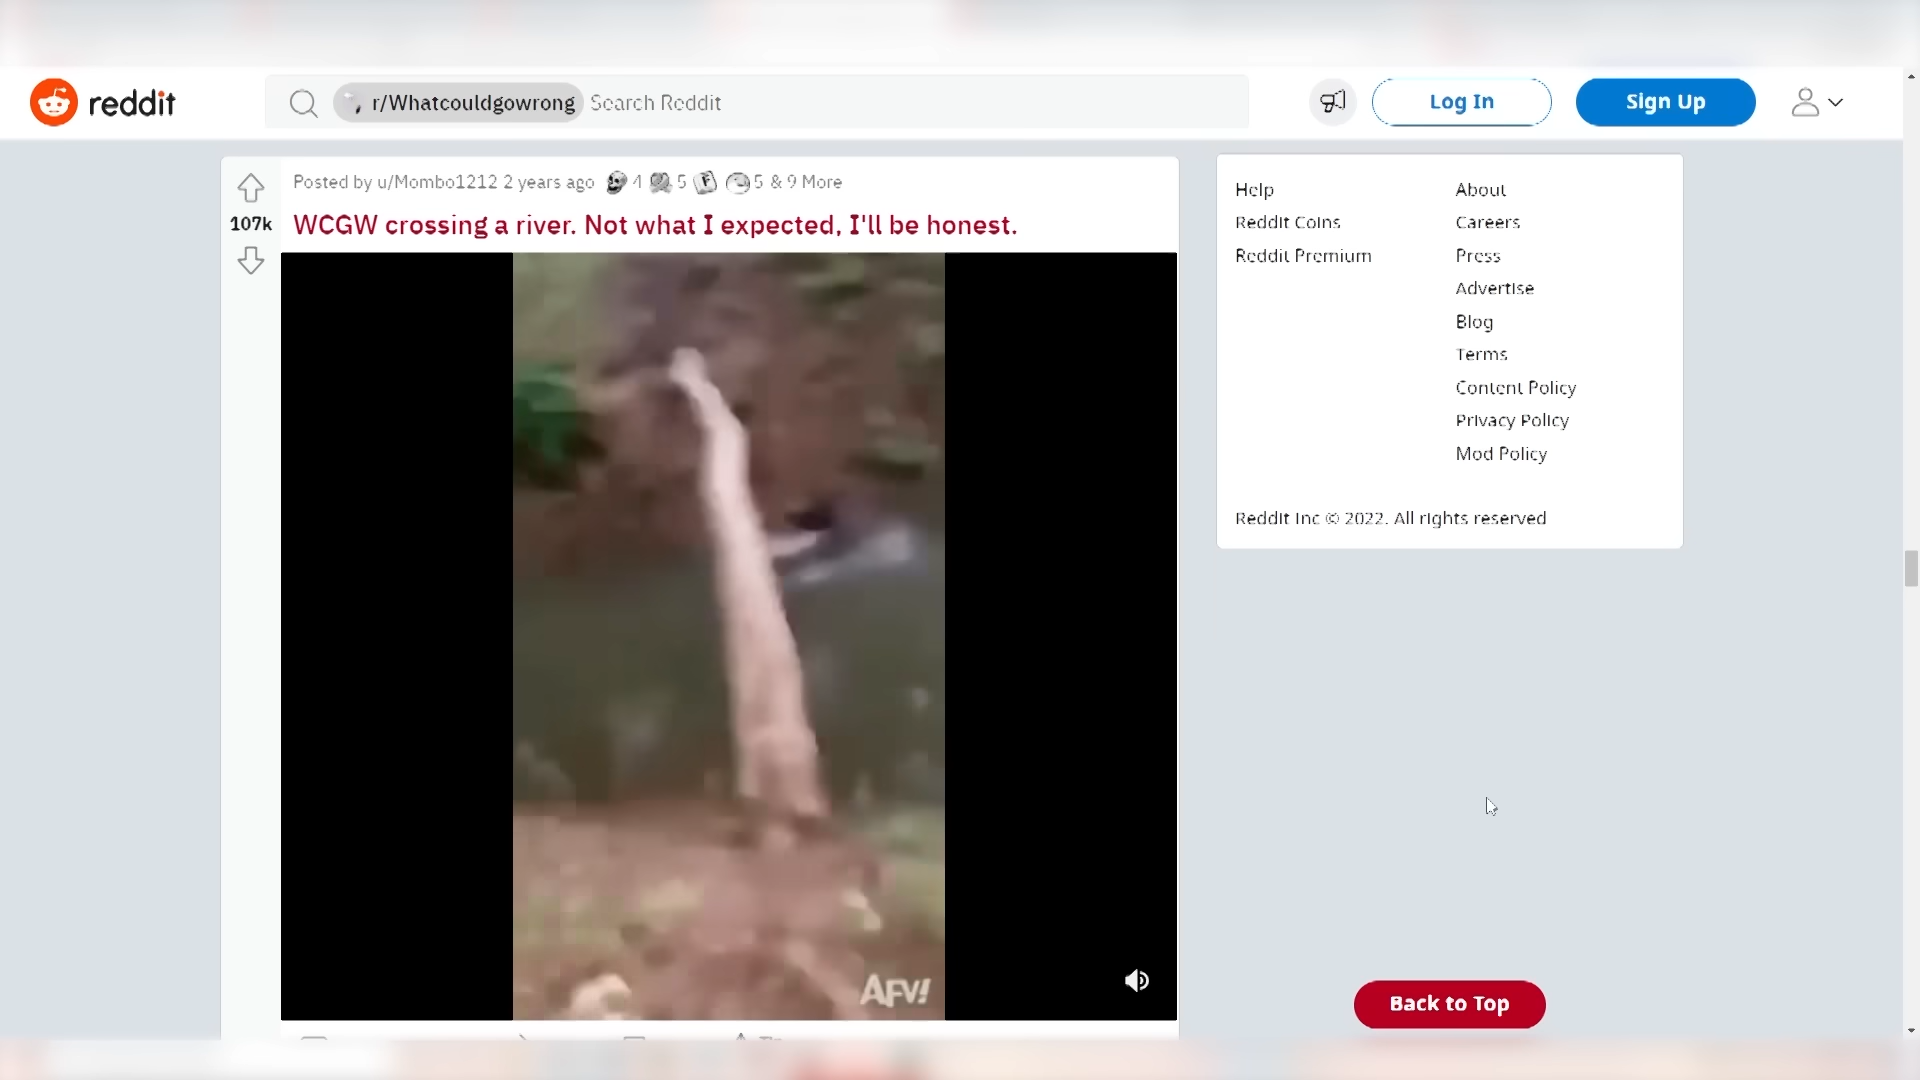 reddit
r/Whatcouldgowrong Search Reddit
Log In
Sign Up
107k
Posted by u/Mombo1212 2 years ago 4 5 5 & 9 More
WCGW crossing a river. Not what I expected, I'll be honest.
AFV!
Help
Reddit Coins
Reddit Premium
About
Careers
Press
Advertise
Blog
Terms
Content Policy
Privacy Policy
Mod Policy
Reddit Inc © 2022. All rights reserved
Back to Top